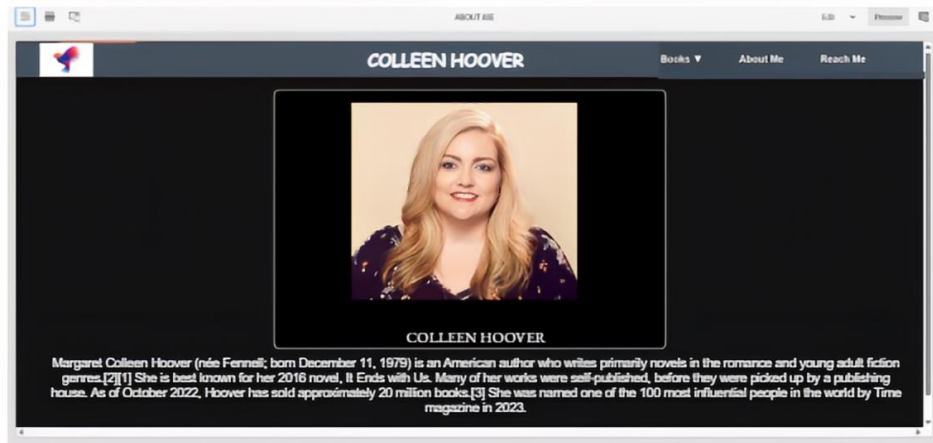 ABOUT ME
Edit
Preview
COLLEEN HOOVER
Books ▼ About Me Reach Me
COLLEEN HOOVER
Margaret Colleen Hoover (née Fennell; born December 11, 1979) is an American author who writes primarily novels in the romance and young adult fiction
genres.[2][1] She is best known for her 2016 novel, It Ends with Us. Many of her works were self-published, before they were picked up by a publishing
house. As of October 2022, Hoover has sold approximately 20 million books.[3] She was named one of the 100 most influential people in the world by Time
magazine in 2023.